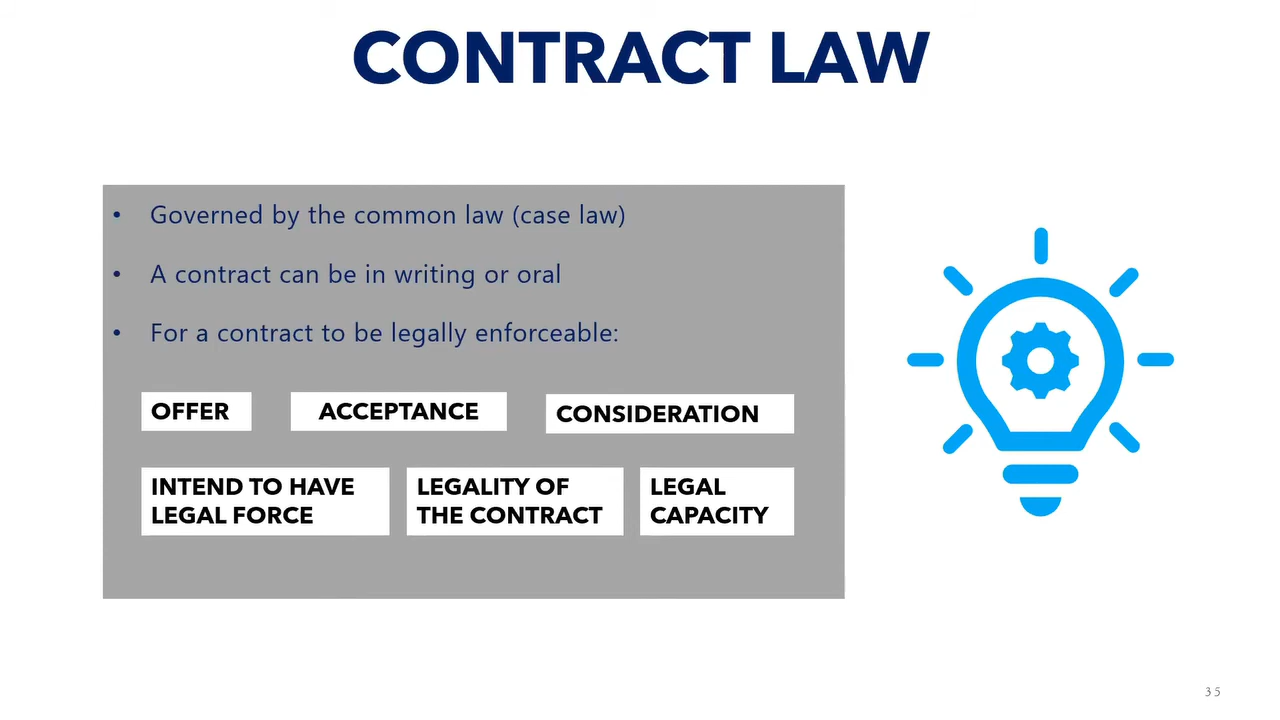 CONTRACT LAW
• Governed by the common law (case law)
• A contract can be in writing or oral
• For a contract to be legally enforceable:
OFFER
ACCEPTANCE
CONSIDERATION
INTEND TO HAVE
LEGAL FORCE
LEGALITY OF
THE CONTRACT
LEGAL
CAPACITY
35